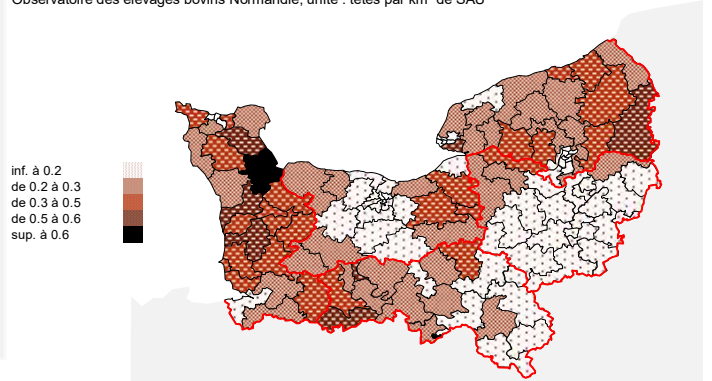 Observatoire des élevages bovins Normandie, unité : têtes par km² de SAU
inf. à 0.2
de 0.2 à 0.3
de 0.3 à 0.5
de 0.5 à 0.6
sup. à 0.6